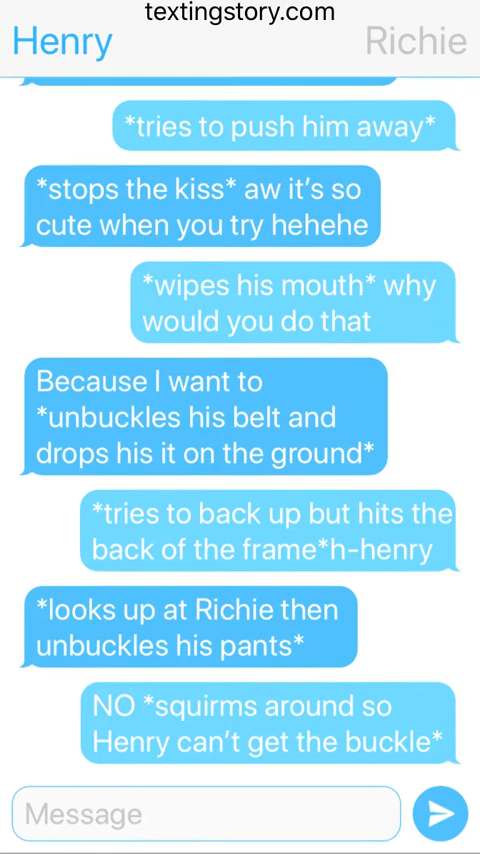 textingstory.com
Henry
Richie
*tries to push him away*
*stops the kiss* aw it's so
cute when you try hehehe
*wipes his mouth* why
would you do that
Because I want to
*unbuckles his belt and
drops his it on the ground*
*tries to back up but hits the
back of the frame*h-henry
*looks up at Richie then
unbuckles his pants*
NO *squirms around so
Henry can't get the buckle*
Message